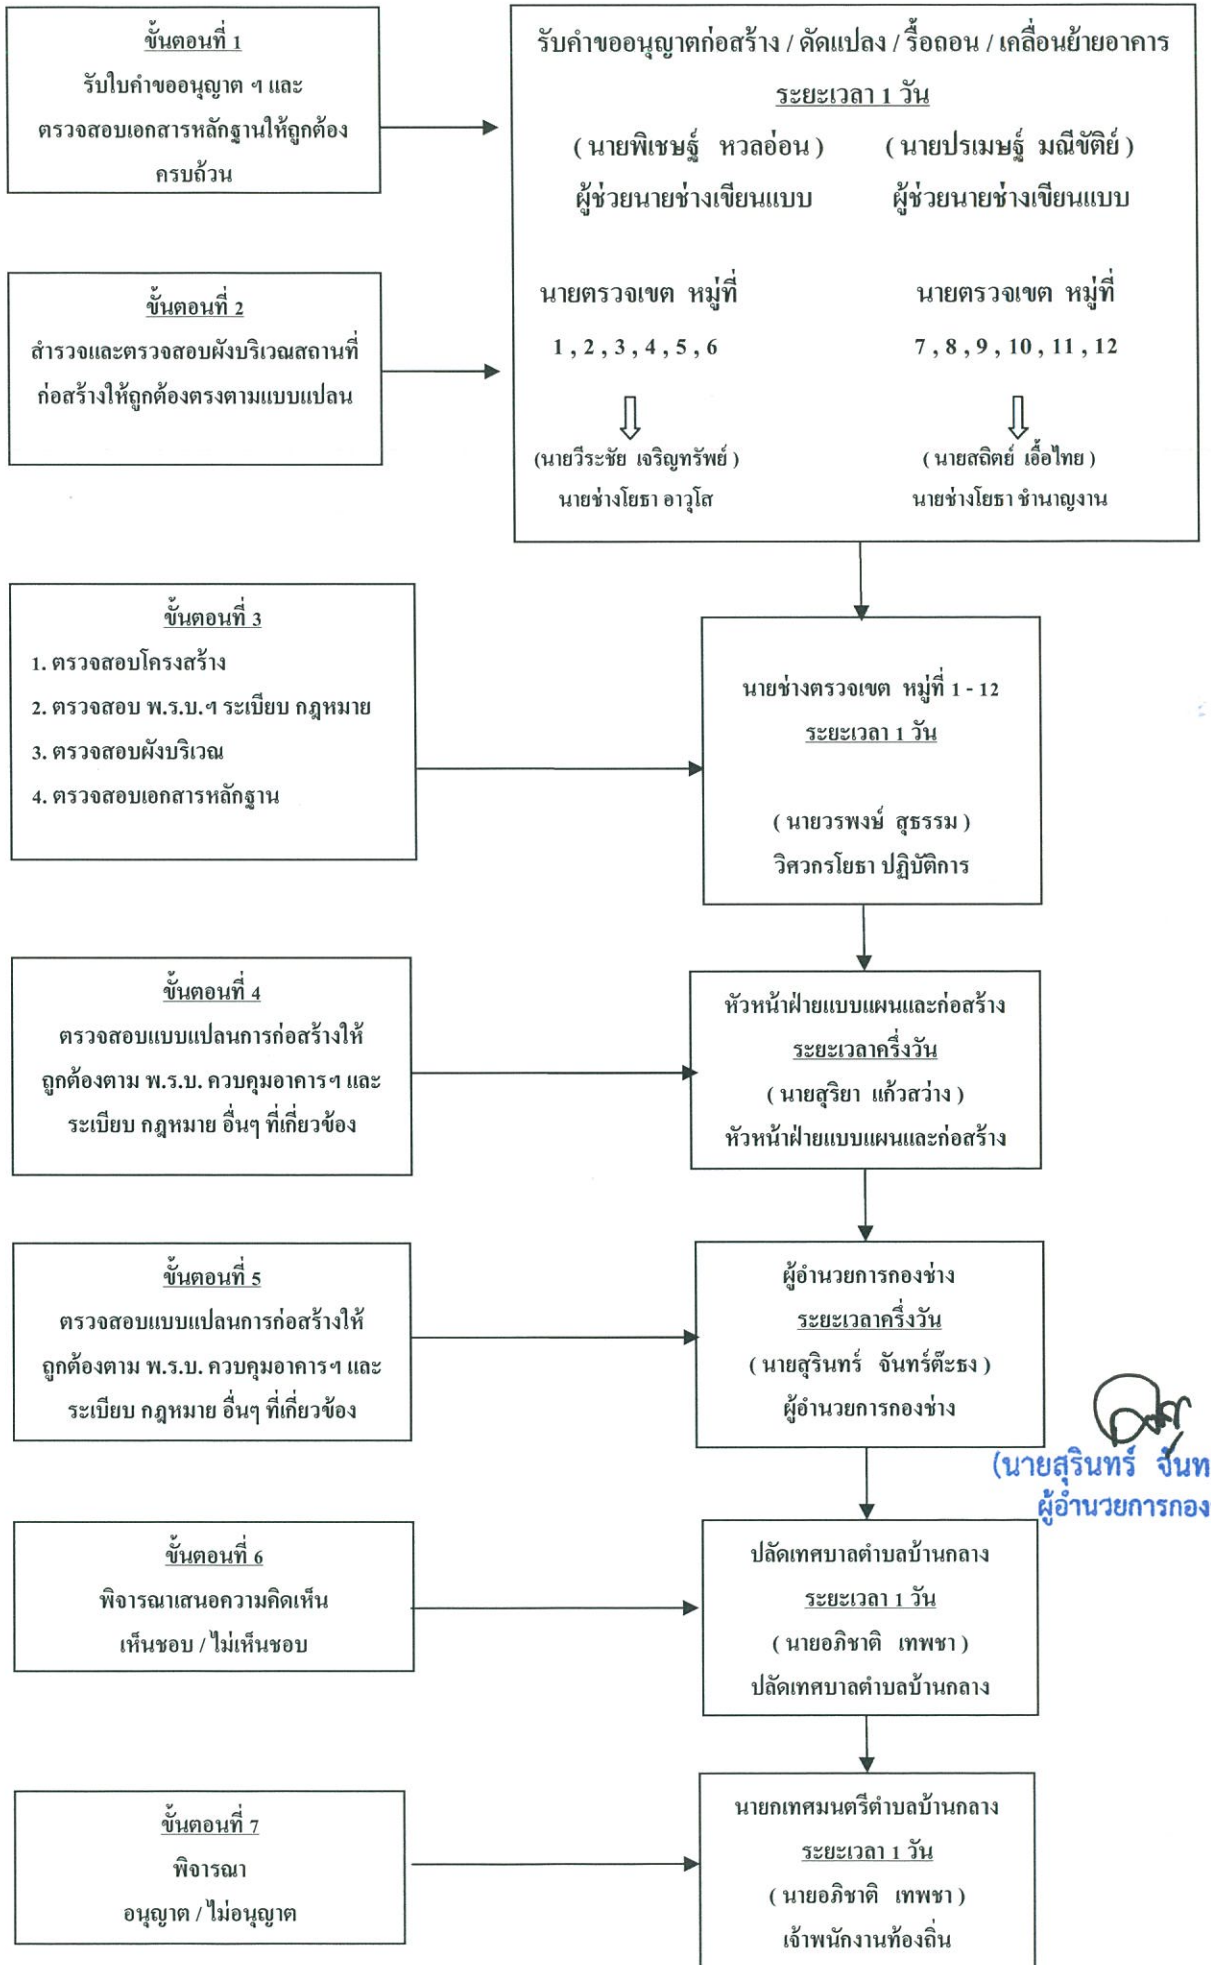 ขั้นตอนที่ 1
รับใบคำขออนุญาต ฯ และ
ตรวจสอบเอกสารหลักฐานให้ถูกต้อง
ครบถ้วน
รับคำขออนุญาตก่อสร้าง / ดัดแปลง / รื้อถอน / เคลื่อนย้ายอาคาร
ระยะเวลา 1 วัน
( นายพิเชษฐ์ หวลอ่อน ) ( นายปรเมษฐ์ มณีขัติย์ )
ผู้ช่วยนายช่างเขียนแบบ ผู้ช่วยนายช่างเขียนแบบ
ขั้นตอนที่ 2
สำรวจและตรวจสอบผังบริเวณสถานที่
ก่อสร้างให้ถูกต้องตรงตามแบบแปลน
นายตรวจเขต หมู่ที่ นายตรวจเขต หมู่ที่
1 , 2 , 3 , 4 , 5 , 6 7 , 8 , 9 , 10 , 11 , 12
(นายวีระชัย เจริญทรัพย์ ) ( นายสถิตย์ เอื้อไทย )
นายช่างโยธา อาวุโส นายช่างโยธา ชำนาญงาน
ขั้นตอนที่ 3
1. ตรวจสอบโครงสร้าง
2. ตรวจสอบ พ.ร.บ.ฯ ระเบียบ กฎหมาย
3. ตรวจสอบผังบริเวณ
4. ตรวจสอบเอกสารหลักฐาน
นายช่างตรวจเขต หมู่ที่ 1 - 12
ระยะเวลา 1 วัน
( นายวรพงษ์ สุธรรม )
วิศวกรโยธา ปฏิบัติการ
ขั้นตอนที่ 4
ตรวจสอบแบบแปลนการก่อสร้างให้
ถูกต้องตาม พ.ร.บ. ควบคุมอาคารฯ และ
ระเบียบ กฎหมาย อื่นๆ ที่เกี่ยวข้อง
หัวหน้าฝ่ายแบบแผนและก่อสร้าง
ระยะเวลาครึ่งวัน
( นายสุริยา แก้วสว่าง )
หัวหน้าฝ่ายแบบแผนและก่อสร้าง
ขั้นตอนที่ 5
ตรวจสอบแบบแปลนการก่อสร้างให้
ถูกต้องตาม พ.ร.บ. ควบคุมอาคารฯ และ
ระเบียบ กฎหมาย อื่นๆ ที่เกี่ยวข้อง
ผู้อำนวยการกองช่าง
ระยะเวลาครึ่งวัน
( นายสุรินทร์ จันทร์ต๊ะธง )
ผู้อำนวยการกองช่าง
(นายสุรินทร์ จันท
ผู้อำนวยการกอง
ขั้นตอนที่ 6
พิจารณาเสนอความคิดเห็น
เห็นชอบ / ไม่เห็นชอบ
ปลัดเทศบาลตำบลบ้านกลาง
ระยะเวลา 1 วัน
( นายอภิชาติ เทพชา )
ปลัดเทศบาลตำบลบ้านกลาง
ขั้นตอนที่ 7
พิจารณา
อนุญาต / ไม่อนุญาต
นายกเทศมนตรีตำบลบ้านกลาง
ระยะเวลา 1 วัน
( นายอภิชาติ เทพชา )
เจ้าพนักงานท้องถิ่น